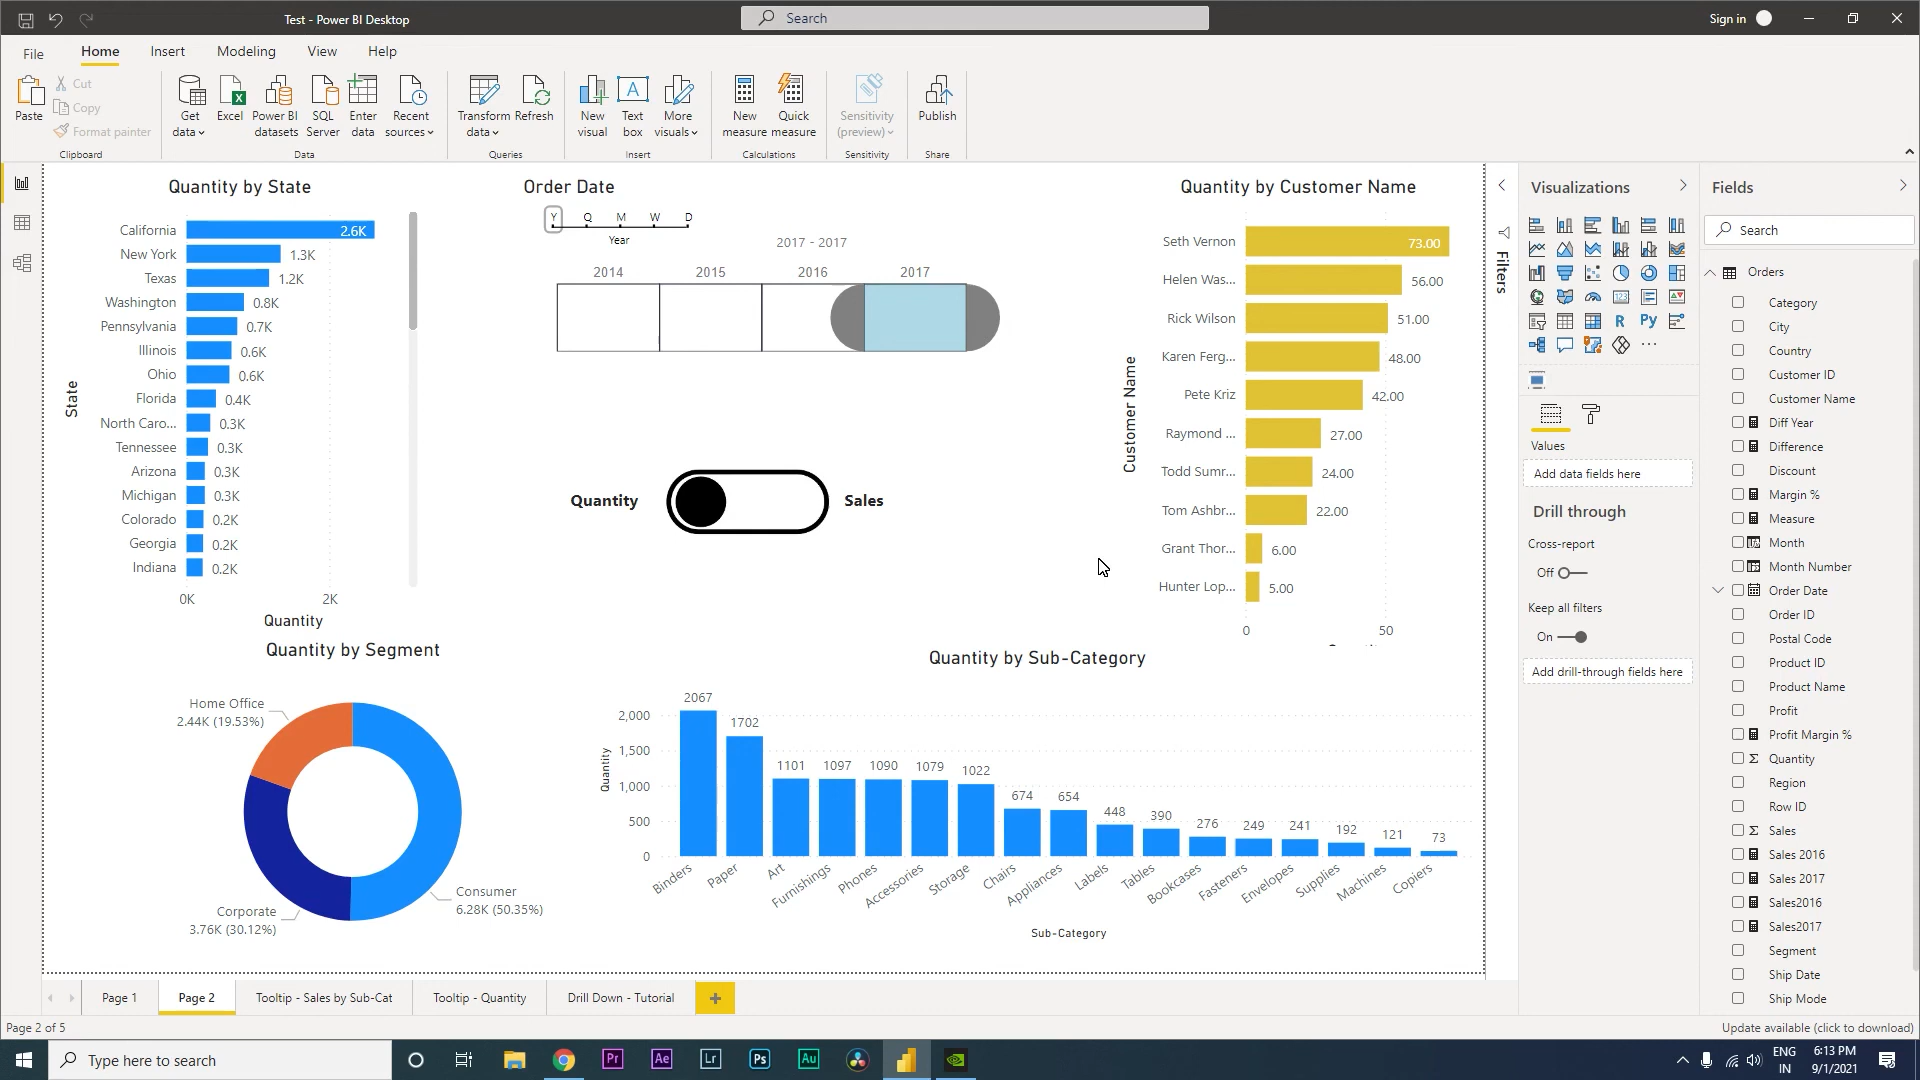 Test - Power BI Desktop
Search
Sign in
File
Home
Insert
Modeling
View
Help
Paste
Cut
Copy
Format painter
Clipboard
Get data
Excel
Power BI datasets
SQL Server
Enter data
Recent sources
Data
Transform data
Refresh
Queries
New visual
Text box
More visuals
Insert
New measure
Quick measure
Calculations
Sensitivity (preview)
Sensitivity
Publish
Share
Quantity by State
State
California 2.6K
New York 1.3K
Texas 1.2K
Washington 0.8K
Pennsylvania 0.7K
Illinois 0.6K
Ohio 0.6K
Florida 0.4K
North Caro... 0.3K
Tennessee 0.3K
Arizona 0.3K
Michigan 0.3K
Colorado 0.2K
Georgia 0.2K
Indiana 0.2K
0K 2K
Quantity
Order Date
Y Q M W D
Year
2017 - 2017
2014 2015 2016 2017
Quantity Sales
Quantity by Customer Name
Customer Name
Seth Vernon 73.00
Helen Was... 56.00
Rick Wilson 51.00
Karen Ferg... 48.00
Pete Kriz 42.00
Raymond ... 27.00
Todd Sumr... 24.00
Tom Ashbr... 22.00
Grant Thor... 6.00
Hunter Lop... 5.00
0 50
Quantity by Segment
Home Office
2.44K (19.53%)
Consumer
6.28K (50.35%)
Corporate
3.76K (30.12%)
Quantity by Sub-Category
Quantity
2,000
1,500
1,000
500
0
2067 1702 1101 1097 1090 1079 1022 674 654 448 390 276 249 241 192 121 73
Binders Paper Art Furnishings Phones Accessories Storage Chairs Appliances Labels Tables Bookcases Fasteners Envelopes Supplies Machines Copiers
Sub-Category
Filters
Visualizations
R Py
Values
Add data fields here
Drill through
Cross-report
Off
Keep all filters
On
Add drill-through fields here
Fields
Search
Orders
Category
City
Country
Customer ID
Customer Name
Diff Year
Difference
Discount
Margin %
Measure
Month
Month Number
Order Date
Order ID
Postal Code
Product ID
Product Name
Profit
Profit Margin %
Quantity
Region
Row ID
Sales
Sales 2016
Sales 2017
Sales2016
Sales2017
Segment
Ship Date
Ship Mode
Page 1
Page 2
Tooltip - Sales by Sub-Cat
Tooltip - Quantity
Drill Down - Tutorial
Page 2 of 5
Update available (click to download)
Type here to search
Pr Ae Lr Ps Au
ENG IN
6:13 PM
9/1/2021